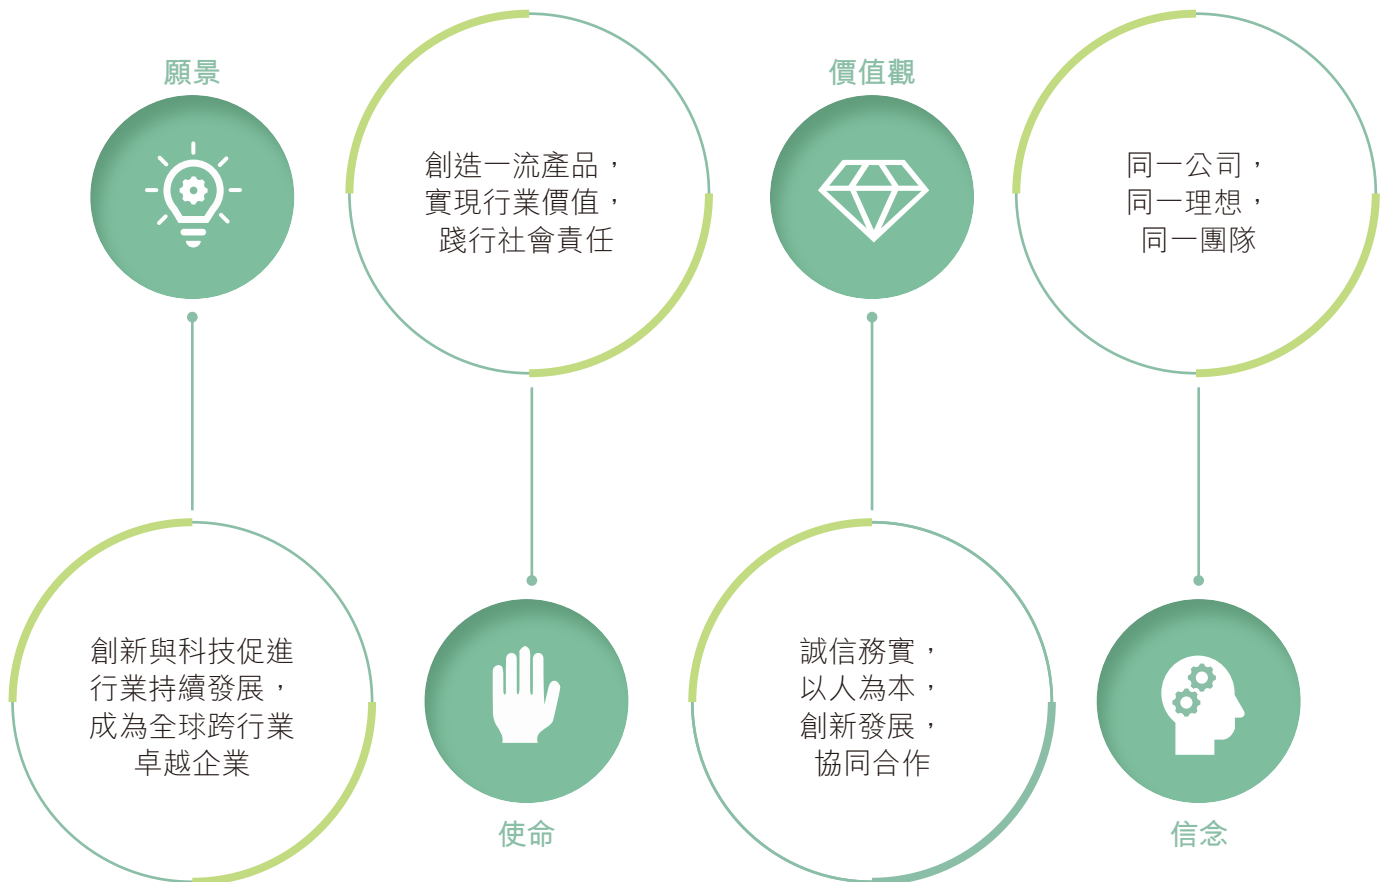 願景
創新與科技促進
行業持續發展，
成為全球跨行業
卓越企業
創造一流產品，
實現行業價值，
踐行社會責任
使命
價值觀
誠信務實，
以人為本，
創新發展，
協同合作
同一公司，
同一理想，
同一團隊
信念